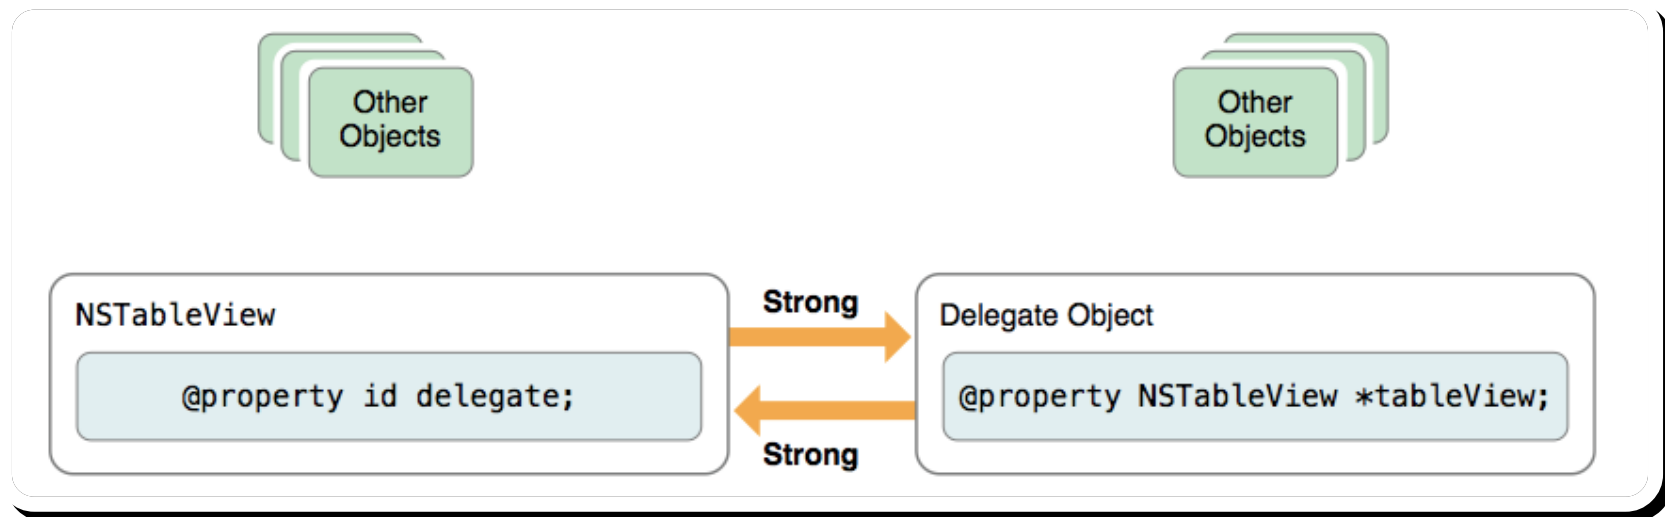 Other
Objects
Other
Objects
NSTableView
@property id delegate;
Strong
Strong
Delegate Object
@property NSTableView *tableView;